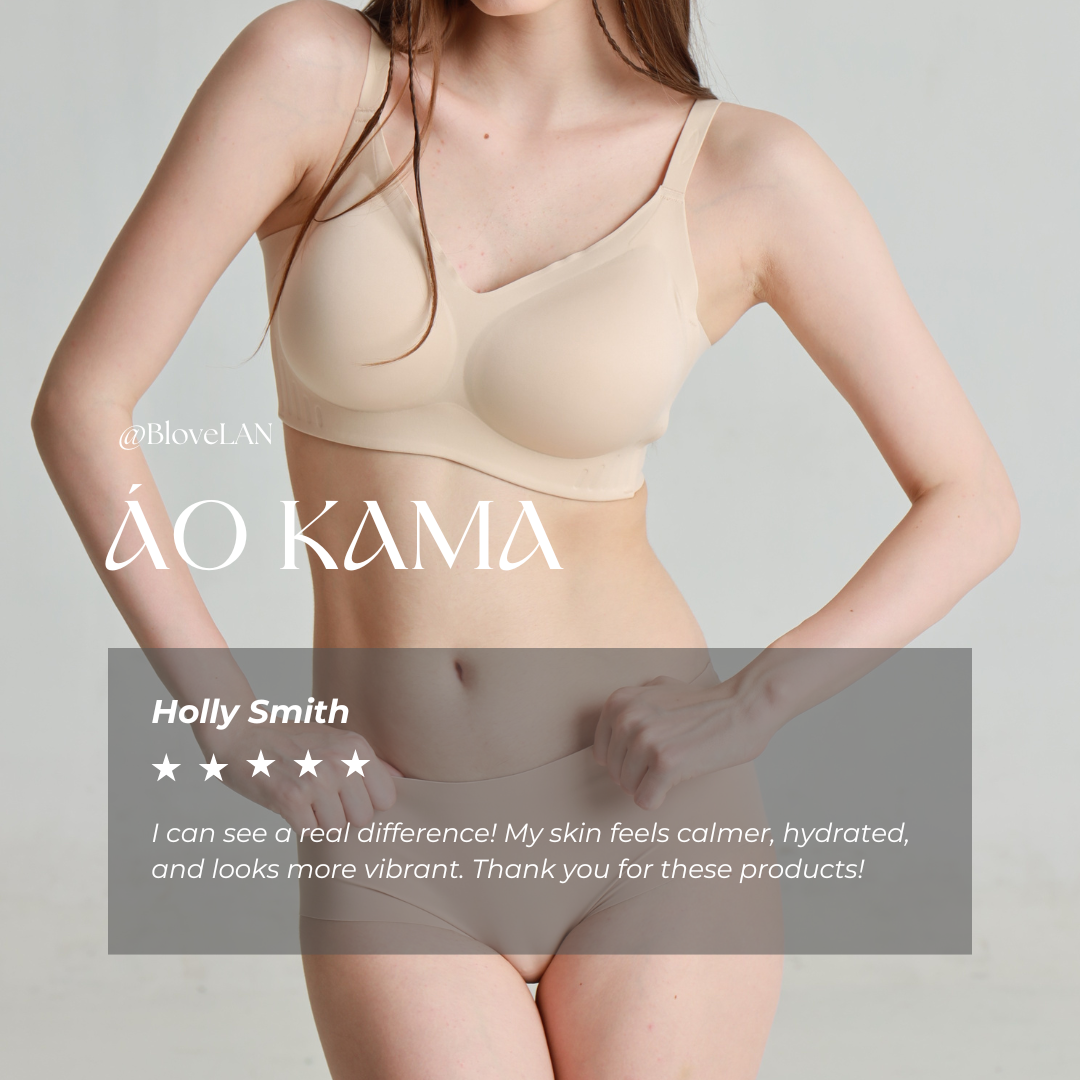 @BloveLAN
ÁO KAMA
Holly Smith
I can see a real difference! My skin feels calmer, hydrated,
and looks more vibrant. Thank you for these products!